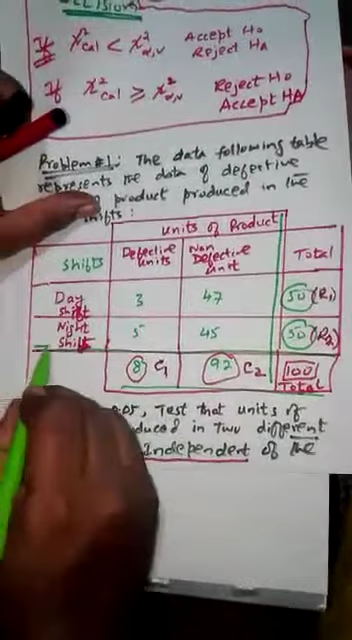 If χ²Cal < χ²α,ν Accept Ho
Reject HA
If χ²Cal ≥ χ²α,ν Reject Ho
Accept HA
Problem#1: The data following table
represents the data of defective
product produced in the
shifts:
Units of Product
Shifts Defective units Non Defective unit Total
Day shift 3 47 50 (R1)
Night shift 5 45 50 (R2)
8 C1 92 C2 100 Total
Test that units of
in two different
Independent of the